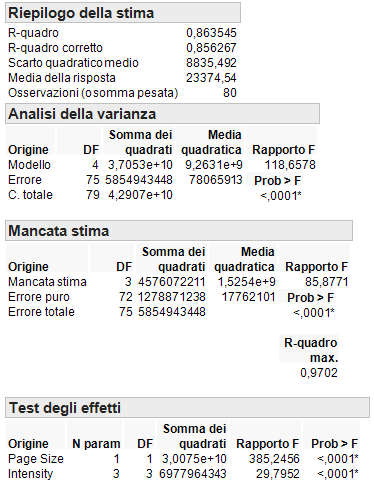 Riepilogo della stima
R-quadro 0,863545
R-quadro corretto 0,856267
Scarto quadratico medio 8835,492
Media della risposta 23374,54
Osservazioni (o somma pesata) 80
Analisi della varianza
Origine DF Somma dei quadrati Media quadratica Rapporto F
Modello 4 3,7053e+10 9,2631e+9 118,6578
Errore 75 5854943448 78065913 Prob > F
C. totale 79 4,2907e+10 <,0001*
Mancata stima
Origine DF Somma dei quadrati Media quadratica Rapporto F
Mancata stima 3 4576072211 1,5254e+9 85,8771
Errore puro 72 1278871238 17762101 Prob > F
Errore totale 75 5854943448 <,0001*
R-quadro
max.
0,9702
Test degli effetti
Origine N param DF Somma dei quadrati Rapporto F Prob > F
Page Size 1 1 3,0075e+10 385,2456 <,0001*
Intensity 3 3 6977964343 29,7952 <,0001*